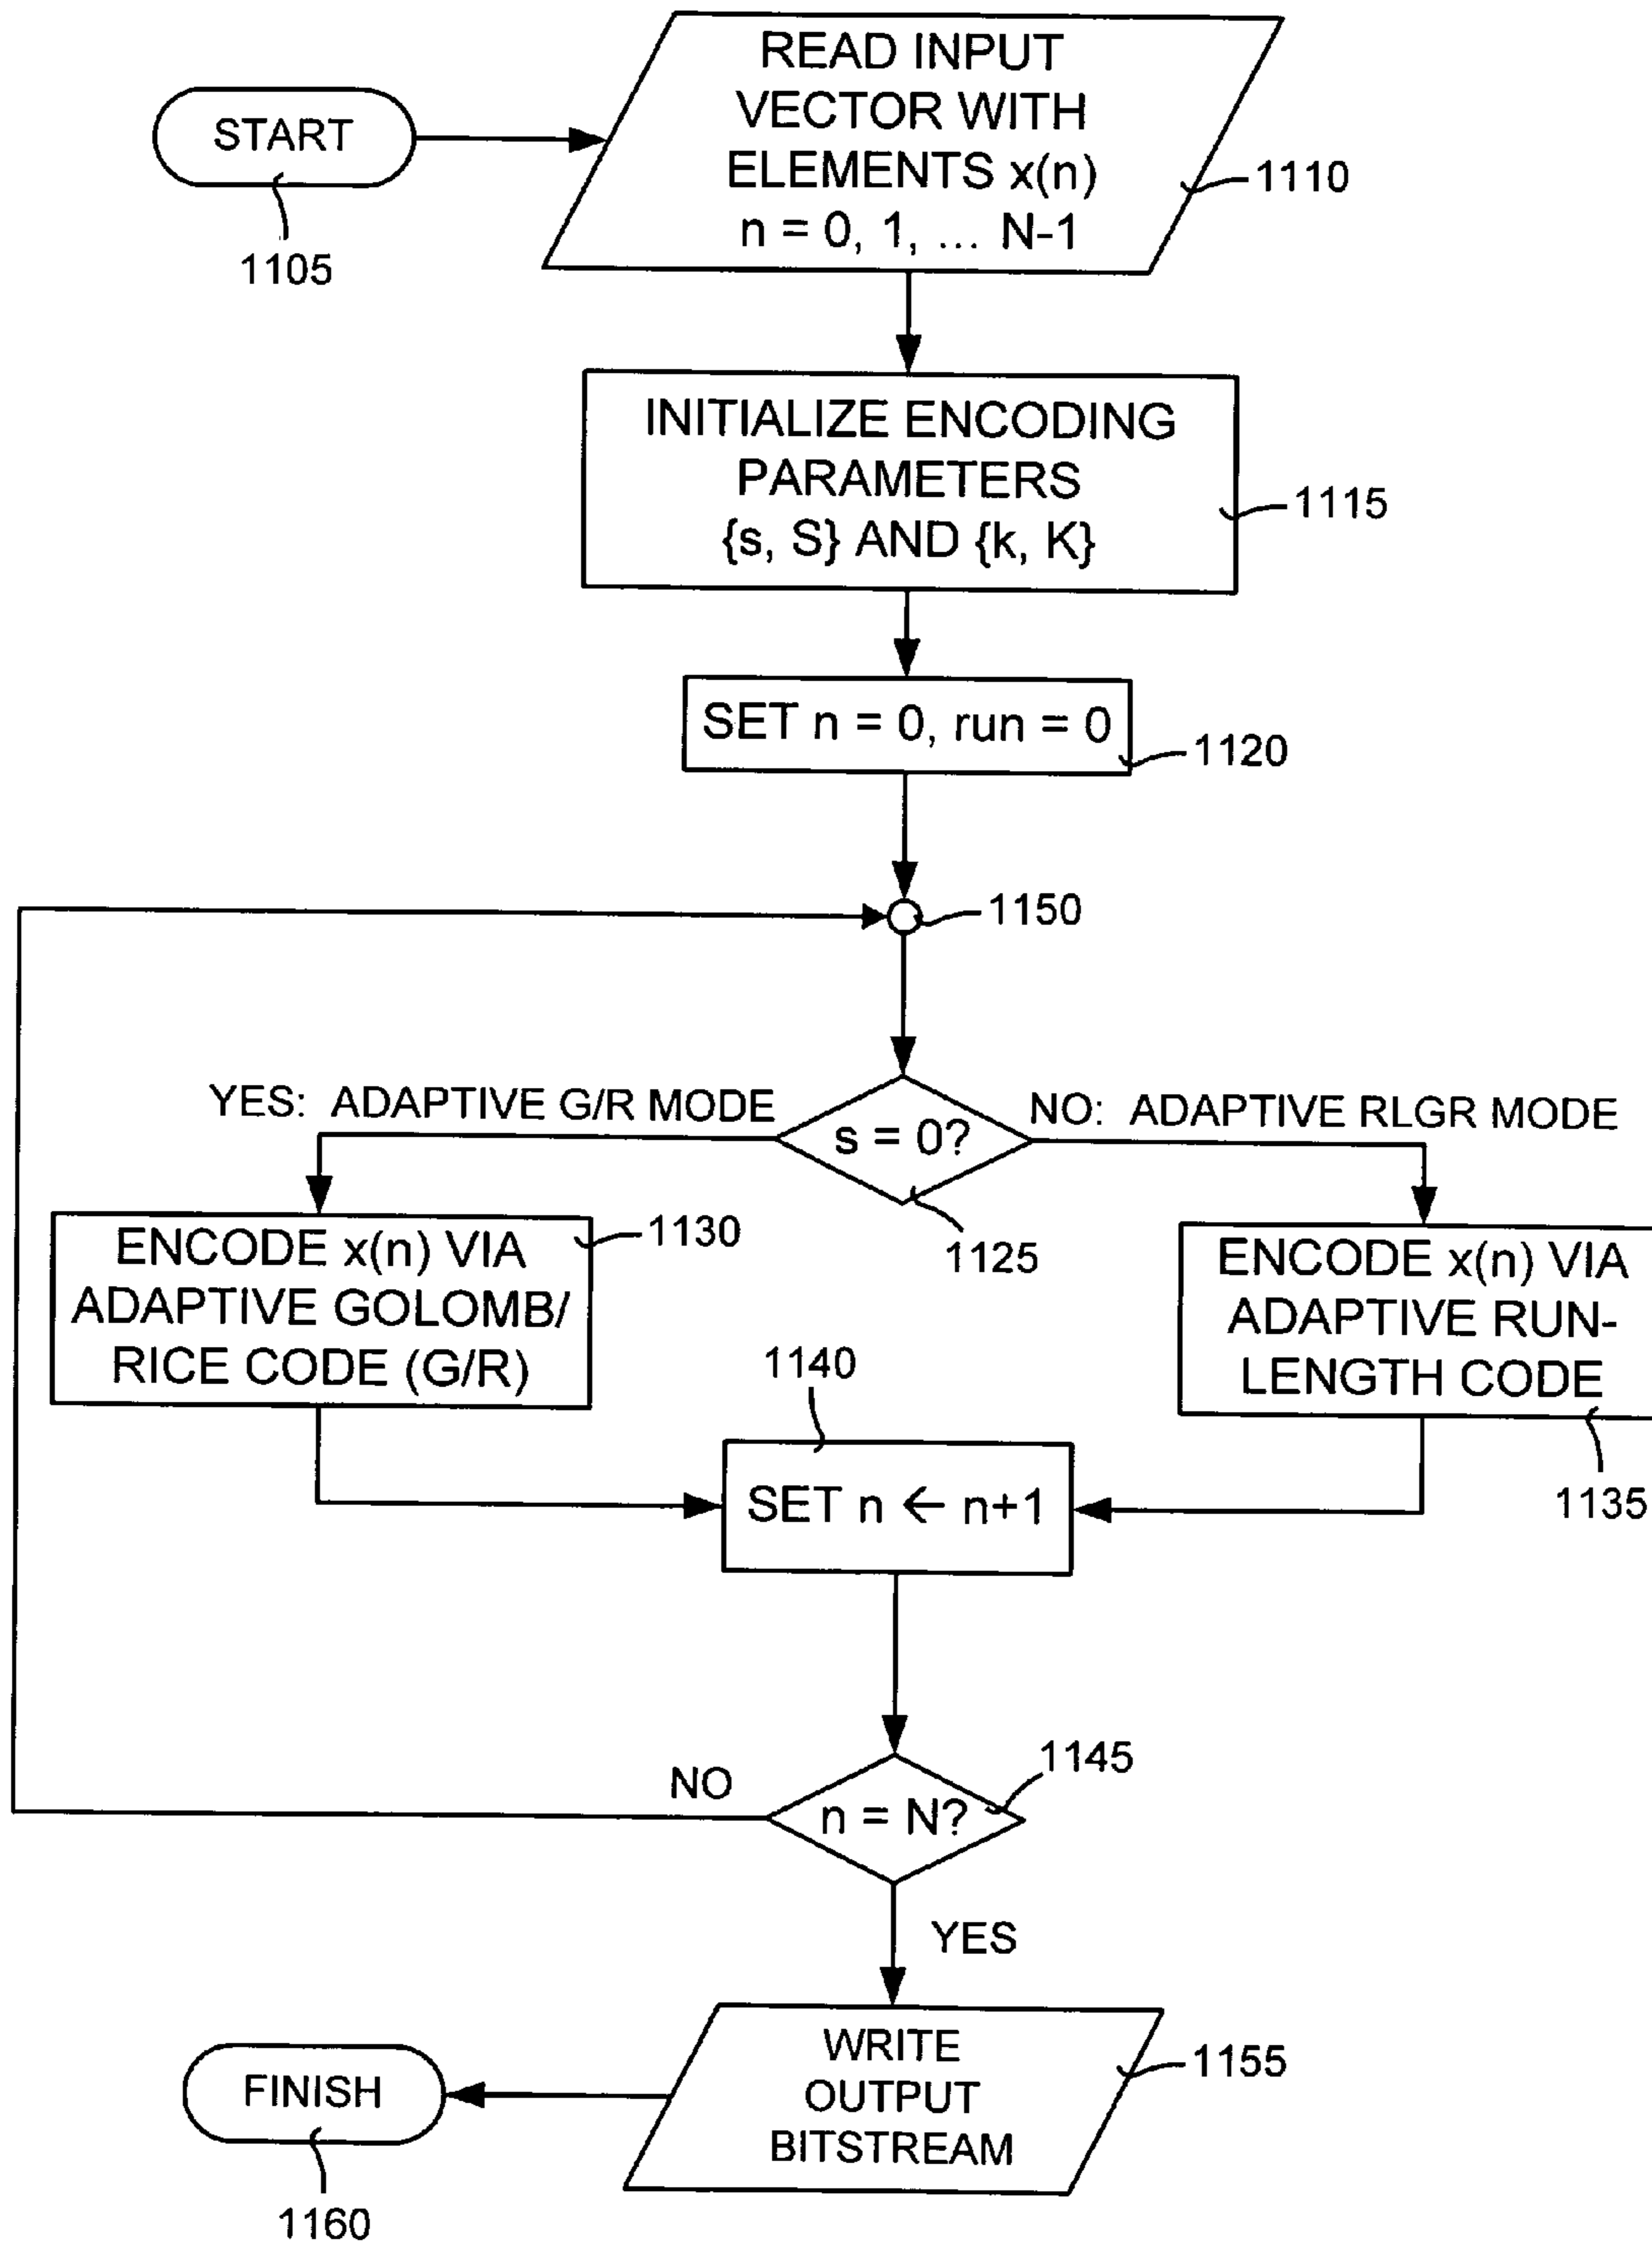 START
1105
READ INPUT
VECTOR WITH
ELEMENTS x(n)
n = 0, 1, ... N-1
1110
INITIALIZE ENCODING
PARAMETERS
{s, S} AND {k, K}
1115
SET n = 0, run = 0
1120
1150
YES: ADAPTIVE G/R MODE
s = 0?
NO: ADAPTIVE RLGR MODE
1125
ENCODE x(n) VIA
ADAPTIVE GOLOMB/
RICE CODE (G/R)
1130
ENCODE x(n) VIA
ADAPTIVE RUN-
LENGTH CODE
1135
1140
SET n ← n+1
1145
n = N?
NO
YES
WRITE
OUTPUT
BITSTREAM
1155
FINISH
1160